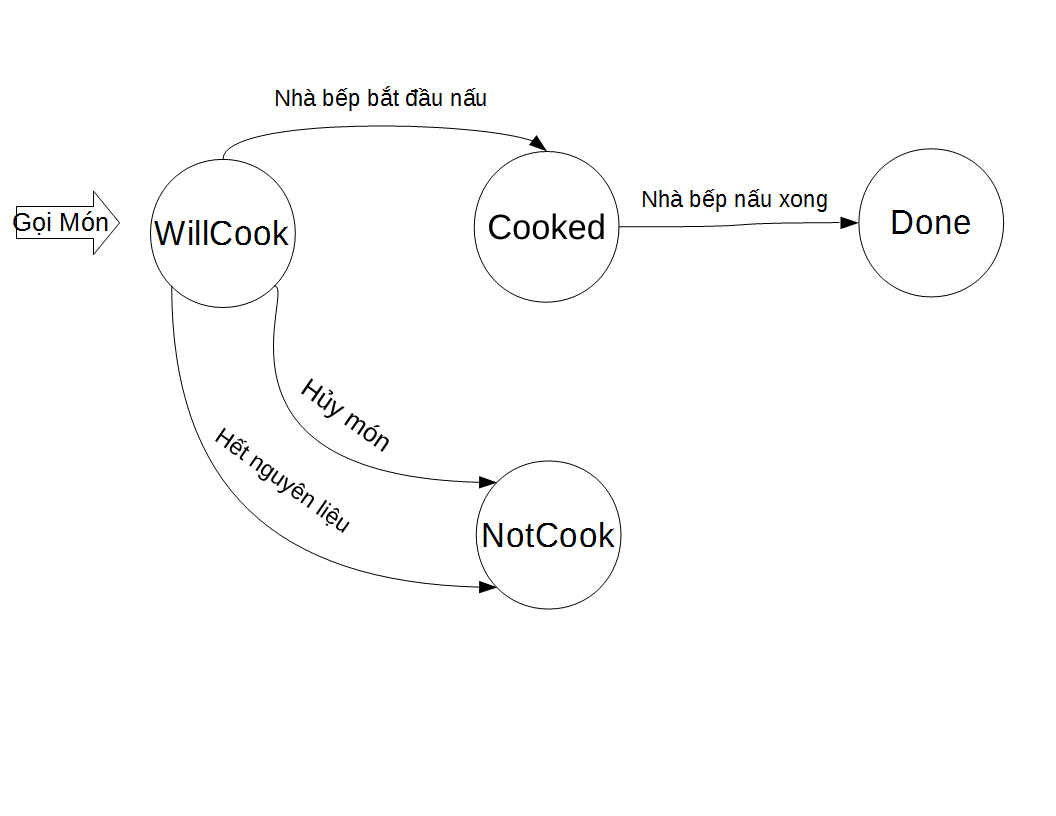 Nhà bếp bắt đầu nấu
Gọi Món
WillCook
Cooked
Nhà bếp nấu xong
Done
Hủy món
Hết nguyên liệu
NotCook